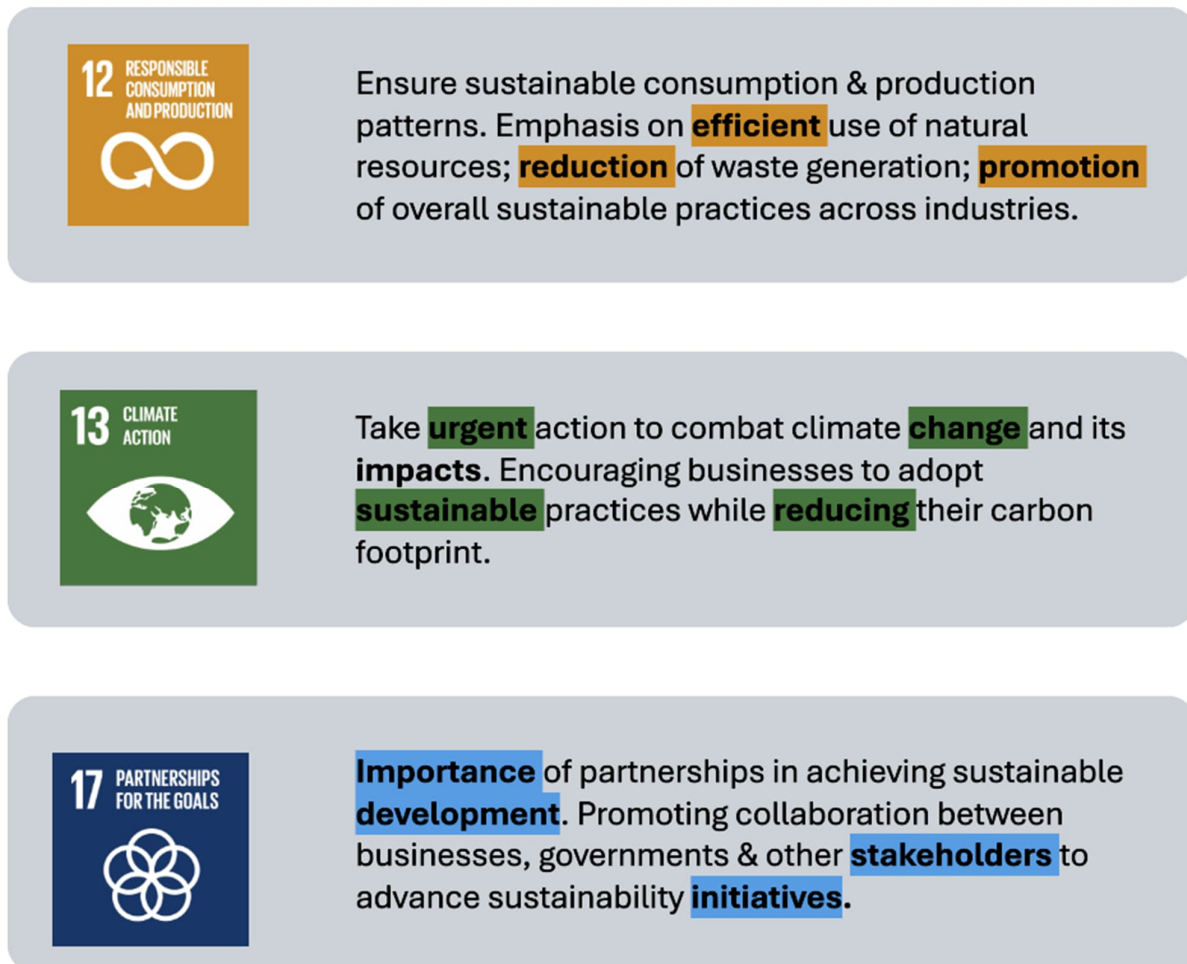 12 RESPONSIBLE
CONSUMPTION
AND PRODUCTION
Ensure sustainable consumption & production
patterns. Emphasis on efficient use of natural
resources; reduction of waste generation; promotion
of overall sustainable practices across industries.
13 CLIMATE
ACTION
Take urgent action to combat climate change and its
impacts. Encouraging businesses to adopt
sustainable practices while reducing their carbon
footprint.
17 PARTNERSHIPS
FOR THE GOALS
Importance of partnerships in achieving sustainable
development. Promoting collaboration between
businesses, governments & other stakeholders to
advance sustainability initiatives.